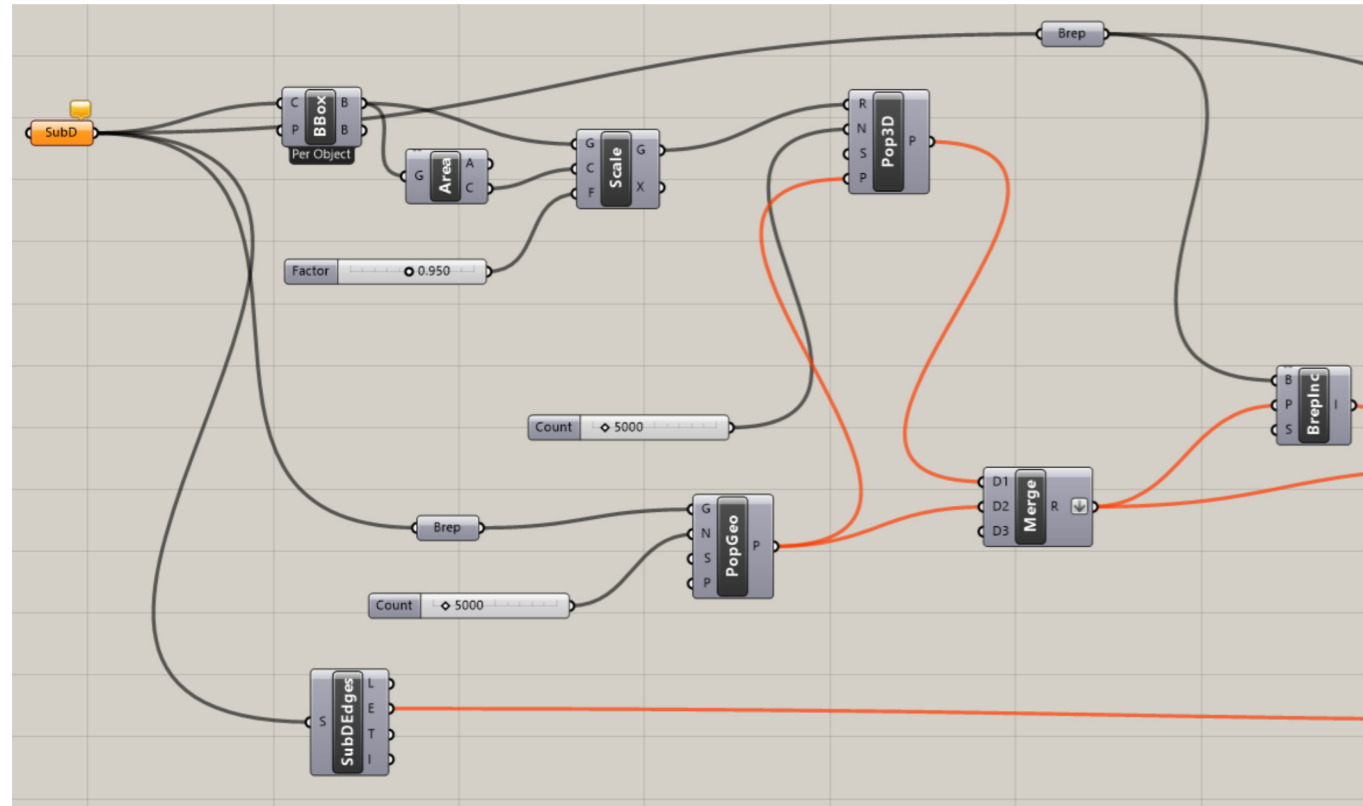 Brep
SubD
C
P
BBox
B
B
Per Object
G
Area
A
C
G
C
F
Scale
G
X
R
N
S
P
Pop3D
P
Factor
0.950
Count
5000
B
P
S
BrepInc
I
D1
D2
D3
Merge
R
Brep
G
N
S
P
PopGeo
P
Count
5000
S
SubDEdges
L
E
T
I